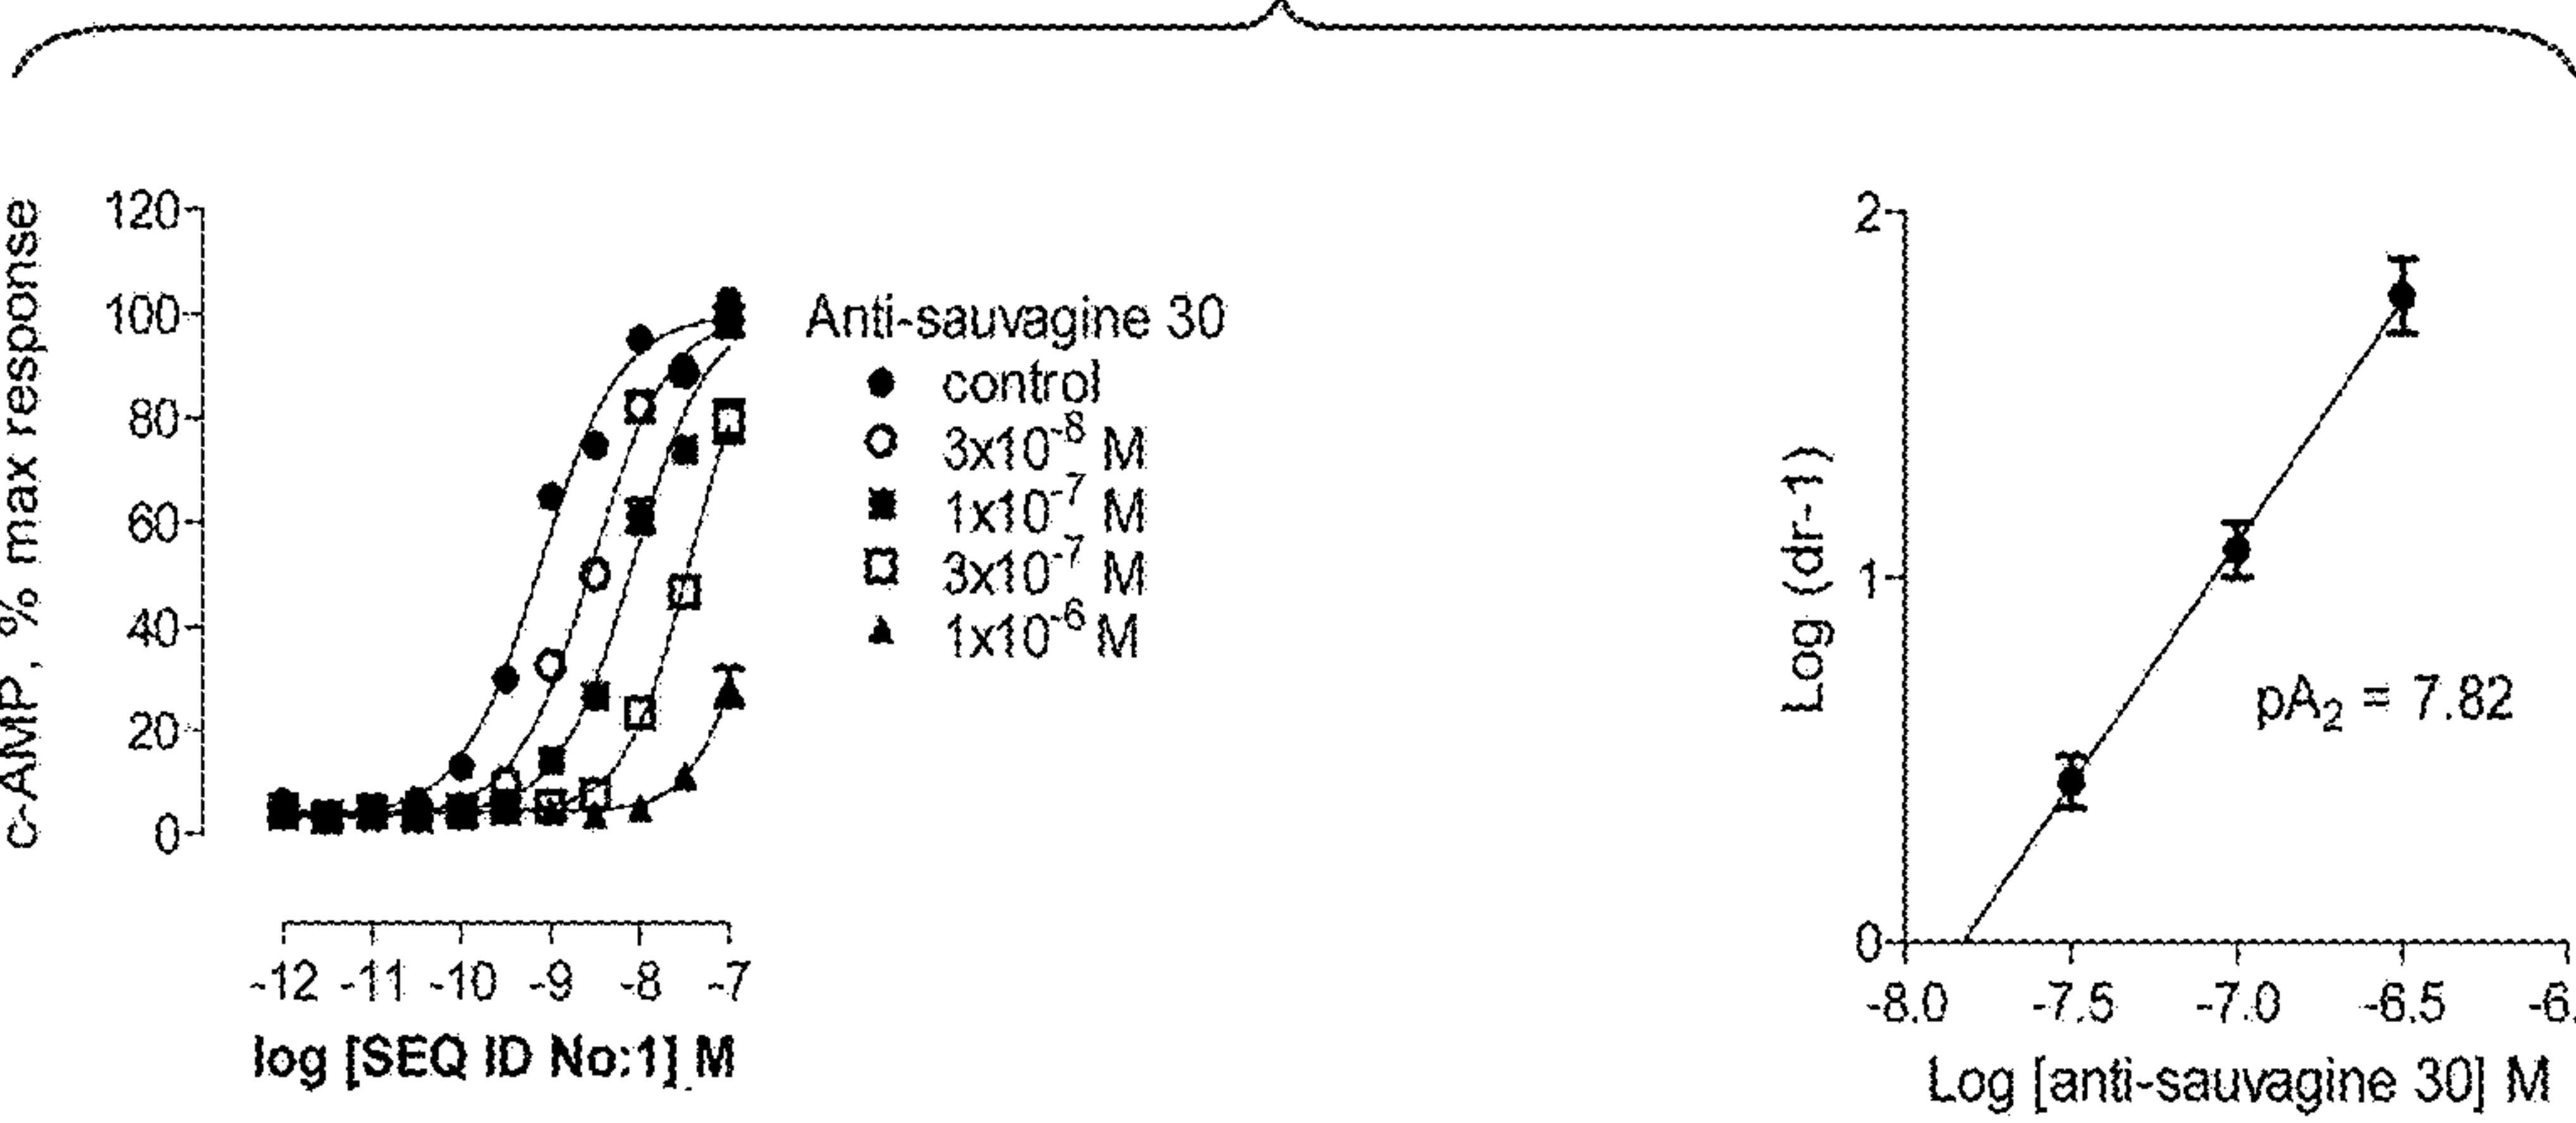 c-AMP, % max response
120
100
80
60
40
20
0
-12 -11 -10 -9 -8 -7
log [SEQ ID No:1] M
Anti-sauvagine 30
control
3x10⁻⁸ M
1x10⁻⁷ M
3x10⁻⁷ M
1x10⁻⁶ M
Log (dr-1)
2
1
0
pA₂ = 7.82
-8.0 -7.5 -7.0 -6.5
Log [anti-sauvagine 30] M